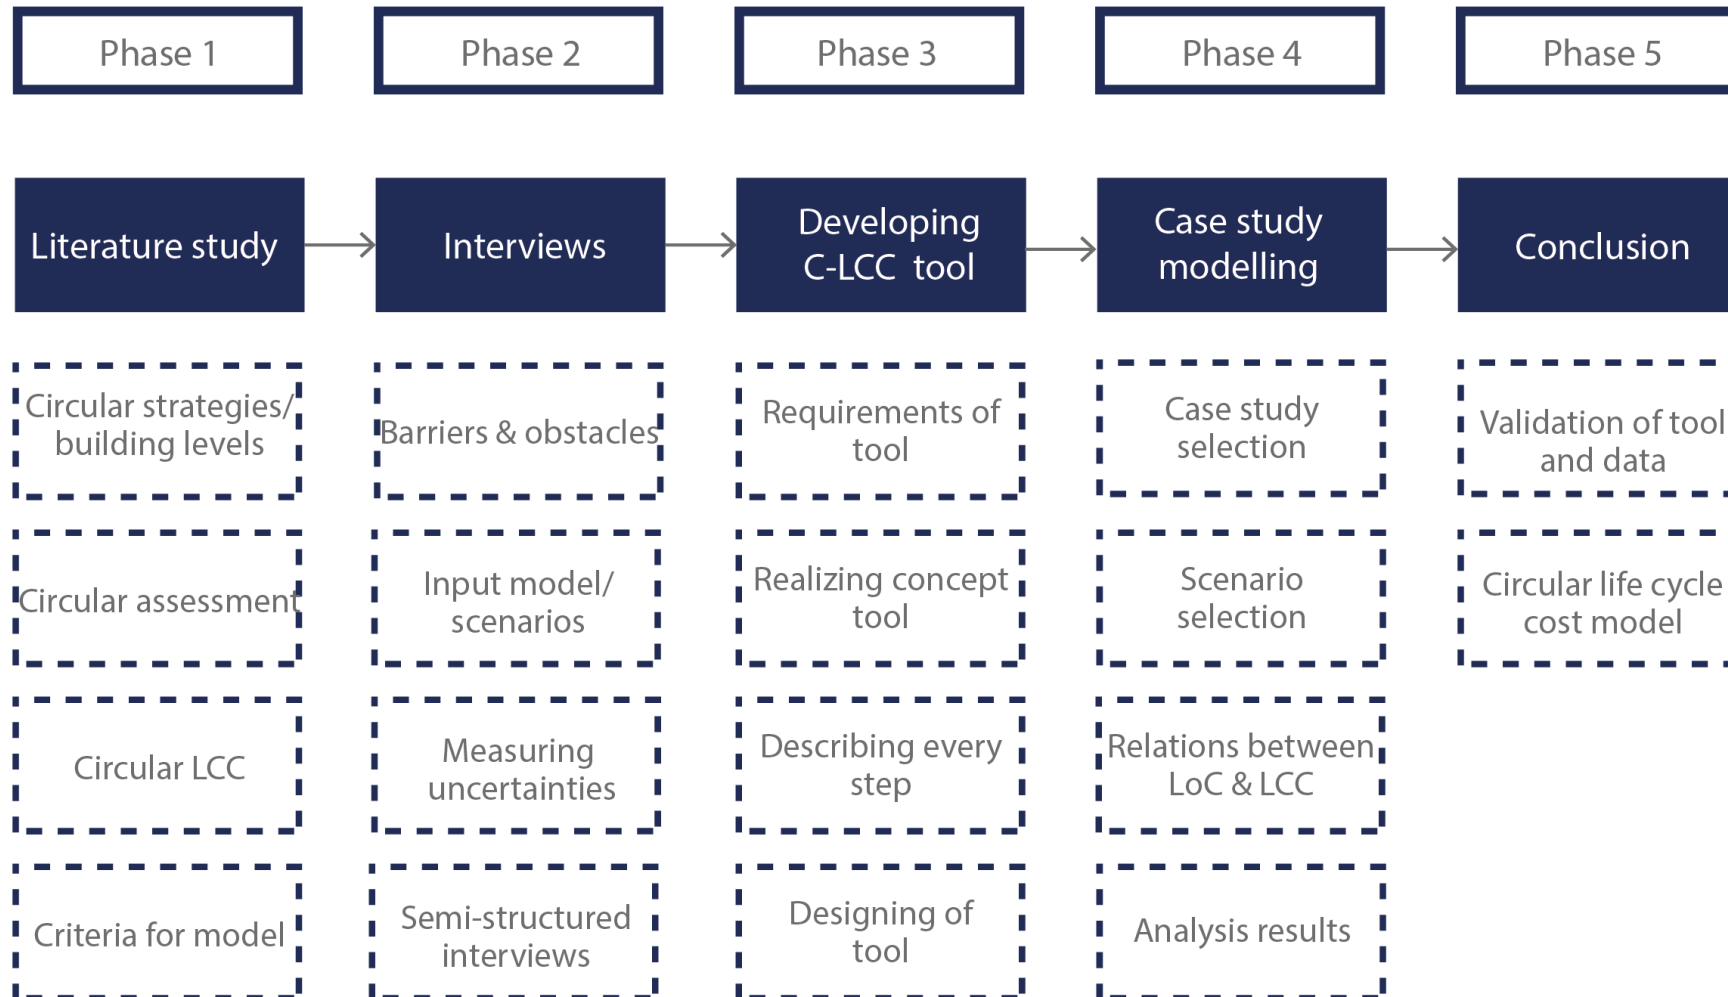 Phase 1
Phase 2
Phase 3
Phase 4
Phase 5
Literature study
Interviews
Developing
C-LCC tool
Case study
modelling
Conclusion
Circular strategies/
building levels
Barriers & obstacles
Requirements of
tool
Case study
selection
Validation of tool
and data
Circular assessment
Input model/
scenarios
Realizing concept
tool
Scenario
selection
Circular life cycle
cost model
Circular LCC
Measuring
uncertainties
Describing every
step
Relations between
LoC & LCC
Criteria for model
Semi-structured
interviews
Designing of
tool
Analysis results